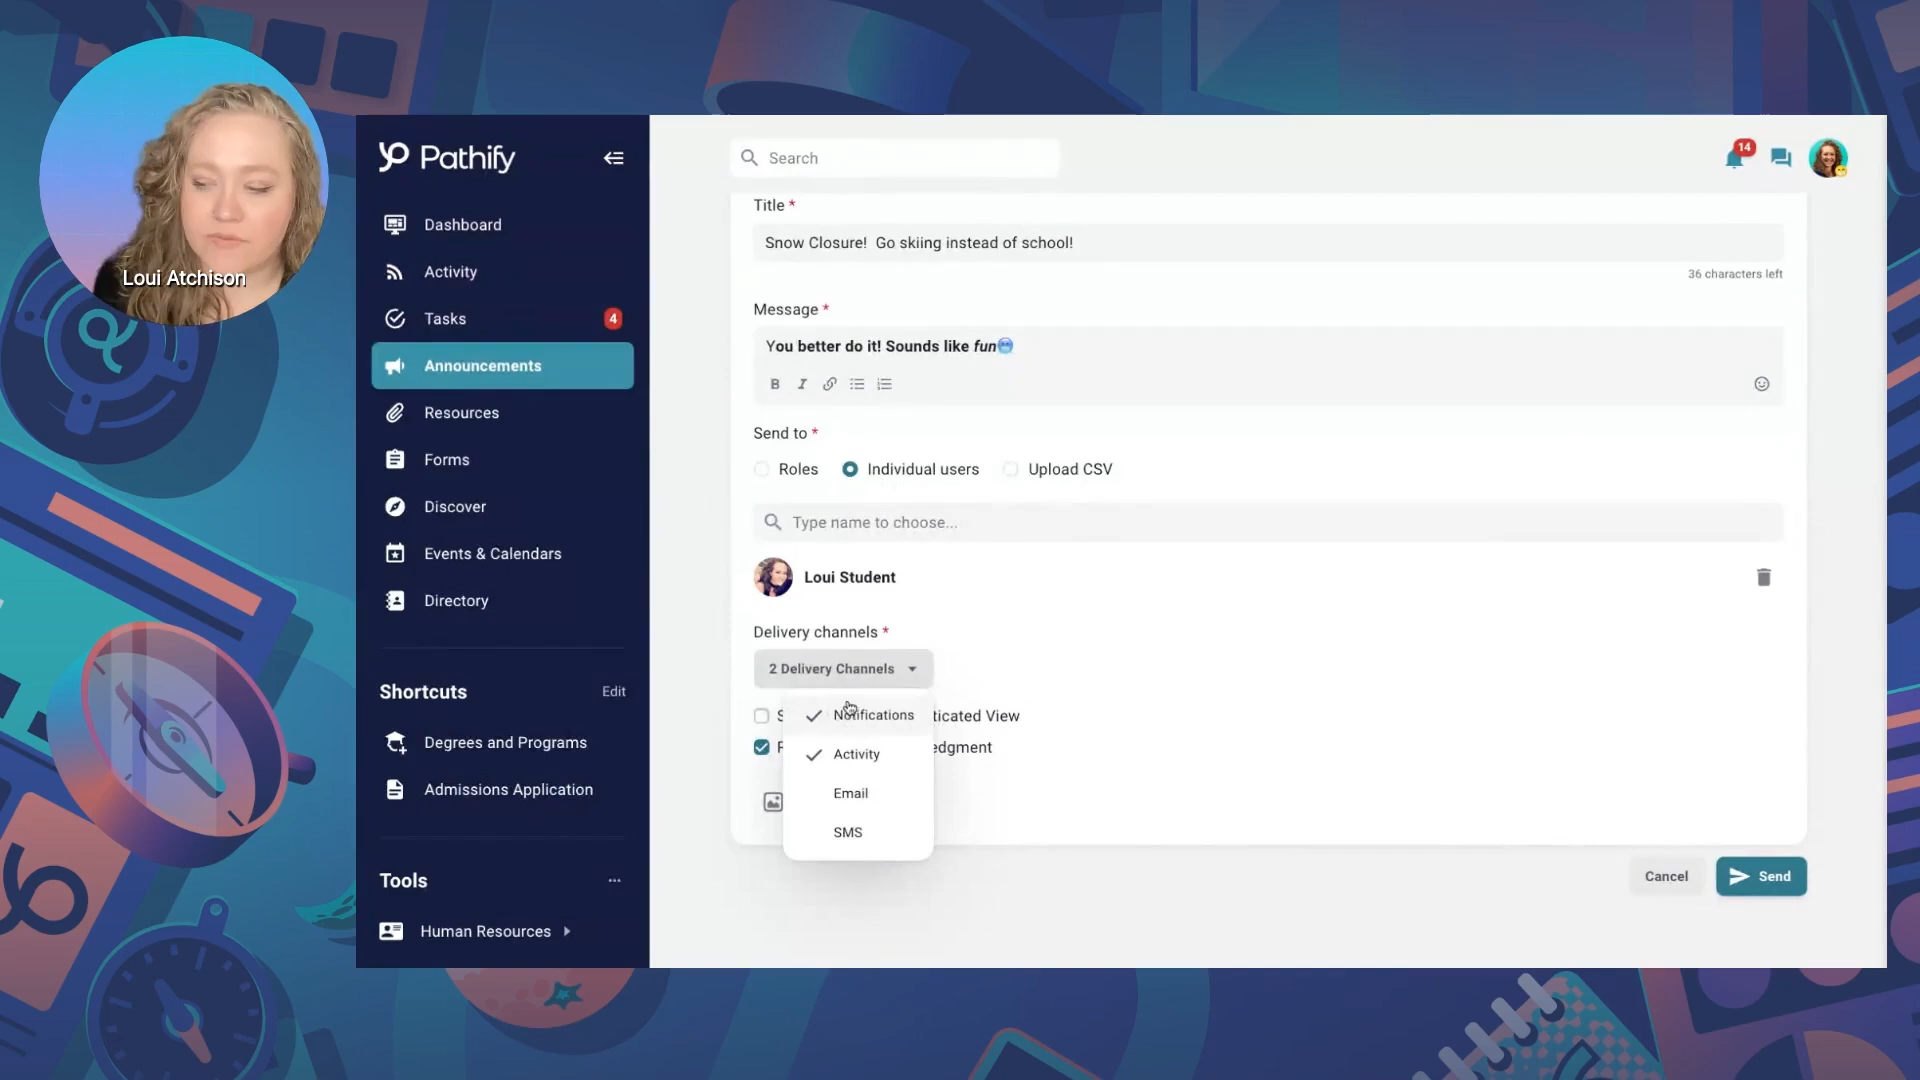 Loui Atchison
Pathify
Dashboard
Activity
Tasks
4
Announcements
Resources
Forms
Discover
Events & Calendars
Directory
Shortcuts
Edit
Degrees and Programs
Admissions Application
Tools
Human Resources
Search
14
Title *
Snow Closure! Go skiing instead of school!
36 characters left
Message *
You better do it! Sounds like fun
B I
Send to *
Roles Individual users Upload CSV
Type name to choose...
Loui Student
Delivery channels *
2 Delivery Channels
Notifications
Activity
Email
SMS
View
Cancel
Send